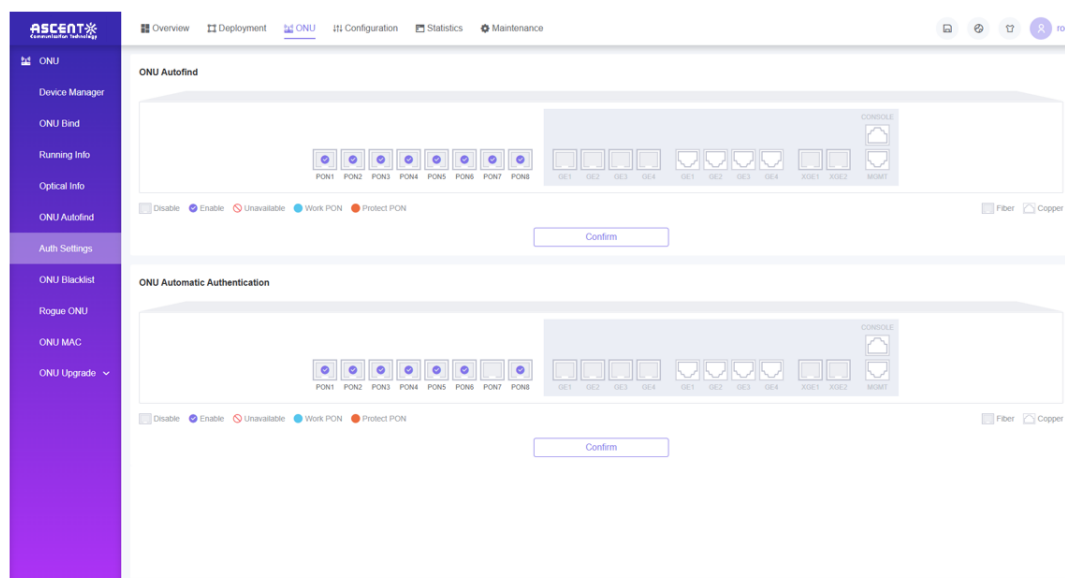 ASCENT
Communication Technology
Overview Deployment ONU Configuration Statistics Maintenance ro
ONU
Device Manager
ONU Bind
Running Info
Optical Info
ONU Autofind
Auth Settings
ONU Blacklist
Rogue ONU
ONU MAC
ONU Upgrade
ONU Autofind
CONSOLE
PON1 PON2 PON3 PON4 PON5 PON6 PON7 PON8 GE1 GE2 GE3 GE4 GE1 GE2 GE3 GE4 XGE1 XGE2 MGMT
Disable Enable Unavailable Work PON Protect PON Fiber Copper
Confirm
ONU Automatic Authentication
CONSOLE
PON1 PON2 PON3 PON4 PON5 PON6 PON7 PON8 GE1 GE2 GE3 GE4 GE1 GE2 GE3 GE4 XGE1 XGE2 MGMT
Disable Enable Unavailable Work PON Protect PON Fiber Copper
Confirm